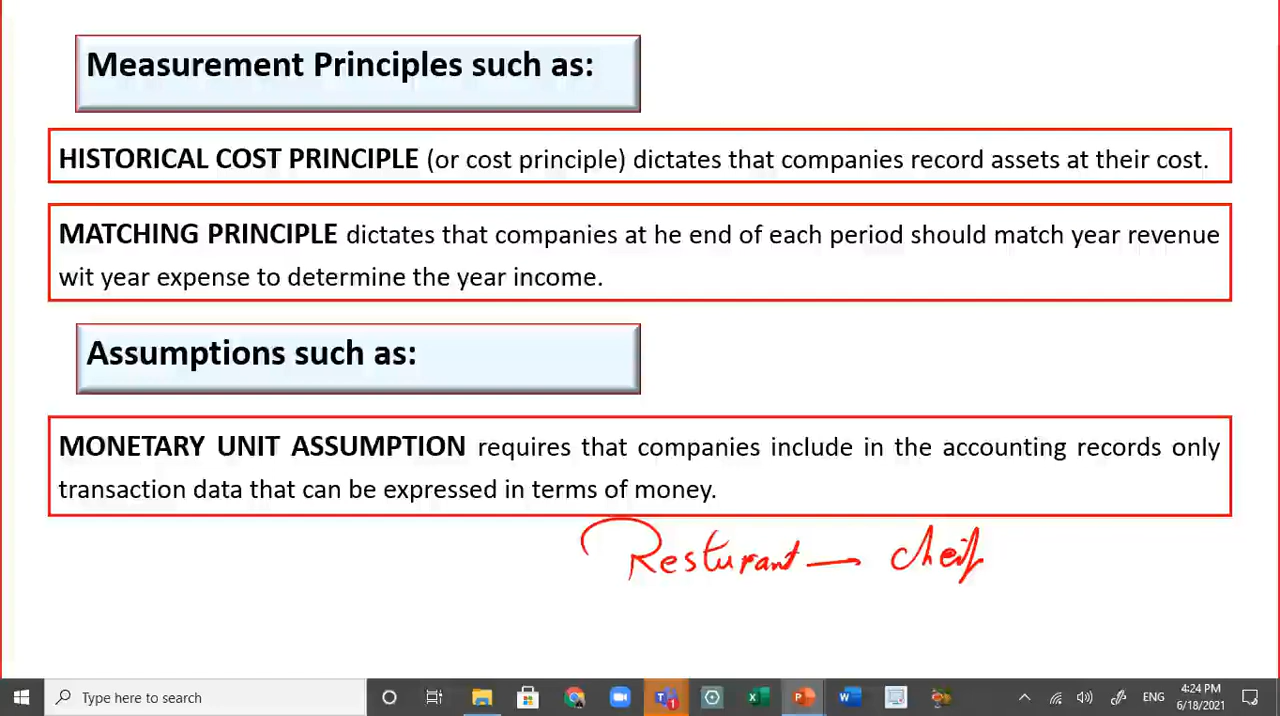 Measurement Principles such as:
HISTORICAL COST PRINCIPLE (or cost principle) dictates that companies record assets at their cost.
MATCHING PRINCIPLE dictates that companies at he end of each period should match year revenue
wit year expense to determine the year income.
Assumptions such as:
MONETARY UNIT ASSUMPTION requires that companies include in the accounting records only
transaction data that can be expressed in terms of money.
Resturant → cheif
Type here to search
ENG
4:24 PM
6/18/2021